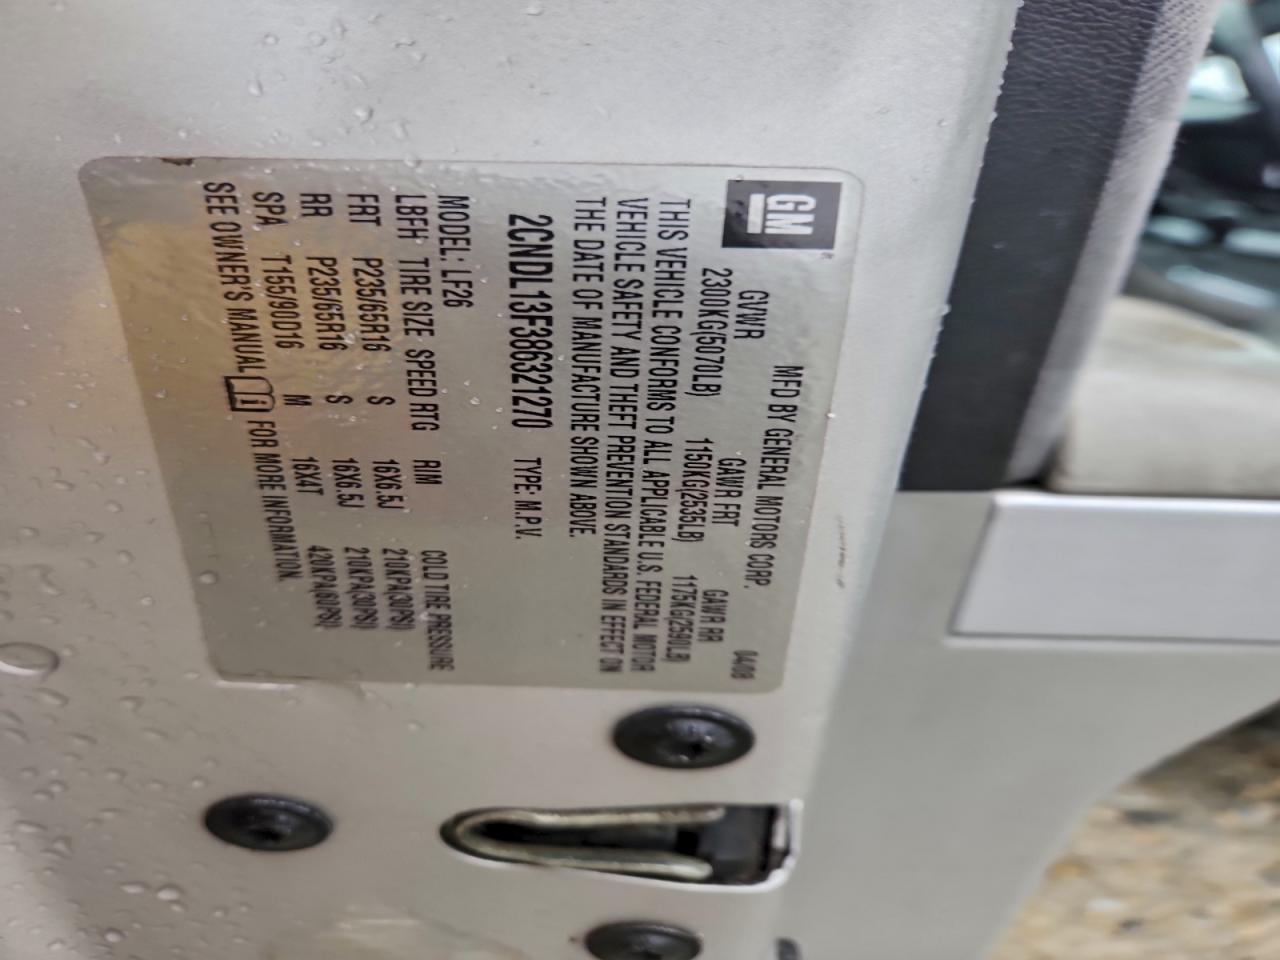 GM
MFD BY GENERAL MOTORS CORP. 04/08
GVWR GAWR FRT GAWR RR
2300KG(5070LB) 1150KG(2535LB) 1175KG(2590LB)
THIS VEHICLE CONFORMS TO ALL APPLICABLE U.S. FEDERAL MOTOR
VEHICLE SAFETY AND THEFT PREVENTION STANDARDS IN EFFECT ON
THE DATE OF MANUFACTURE SHOWN ABOVE.
2CNDL13F386321270 TYPE: M.P.V.
MODEL: LF26
LBFH TIRE SIZE SPEED RTG RIM COLD TIRE PRESSURE
FRT P235/65R16 S 16X6.5J 210KPA(30PSI)
RR P235/65R16 S 16X6.5J 210KPA(30PSI)
SPA T155/90D16 M 16X4T 420KPA(60PSI)
SEE OWNER'S MANUAL i FOR MORE INFORMATION.